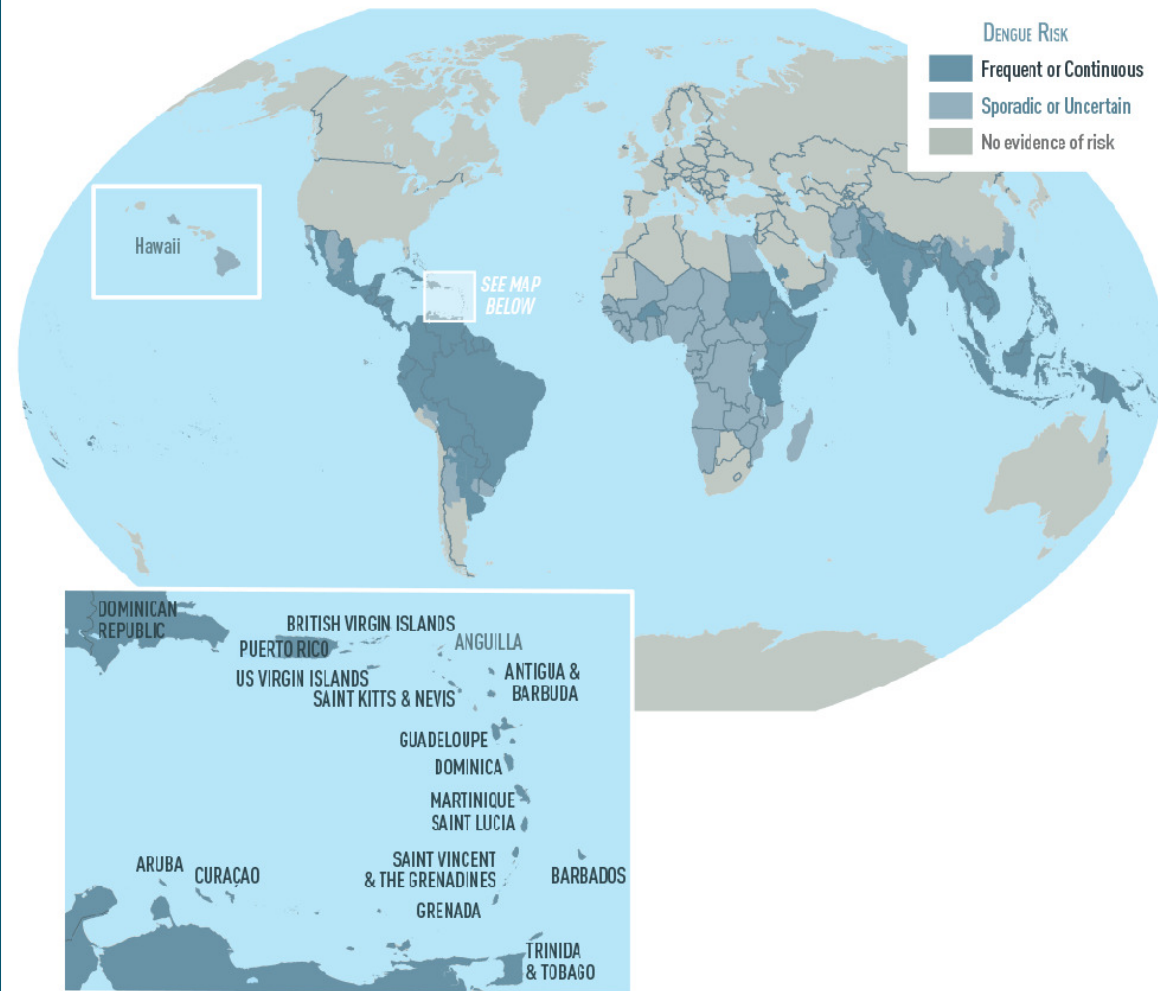 DENGUE RISK
Frequent or Continuous
Sporadic or Uncertain
No evidence of risk
Hawaii
SEE MAP
BELOW
DOMINICAN
REPUBLIC
BRITISH VIRGIN ISLANDS
PUERTO RICO
ANGUILLA
US VIRGIN ISLANDS
ANTIGUA &
BARBUDA
SAINT KITTS & NEVIS
GUADELOUPE
DOMINICA
MARTINIQUE
SAINT LUCIA
SAINT VINCENT
& THE GRENADINES
BARBADOS
ARUBA
CURAÇAO
GRENADA
TRINIDA
& TOBAGO